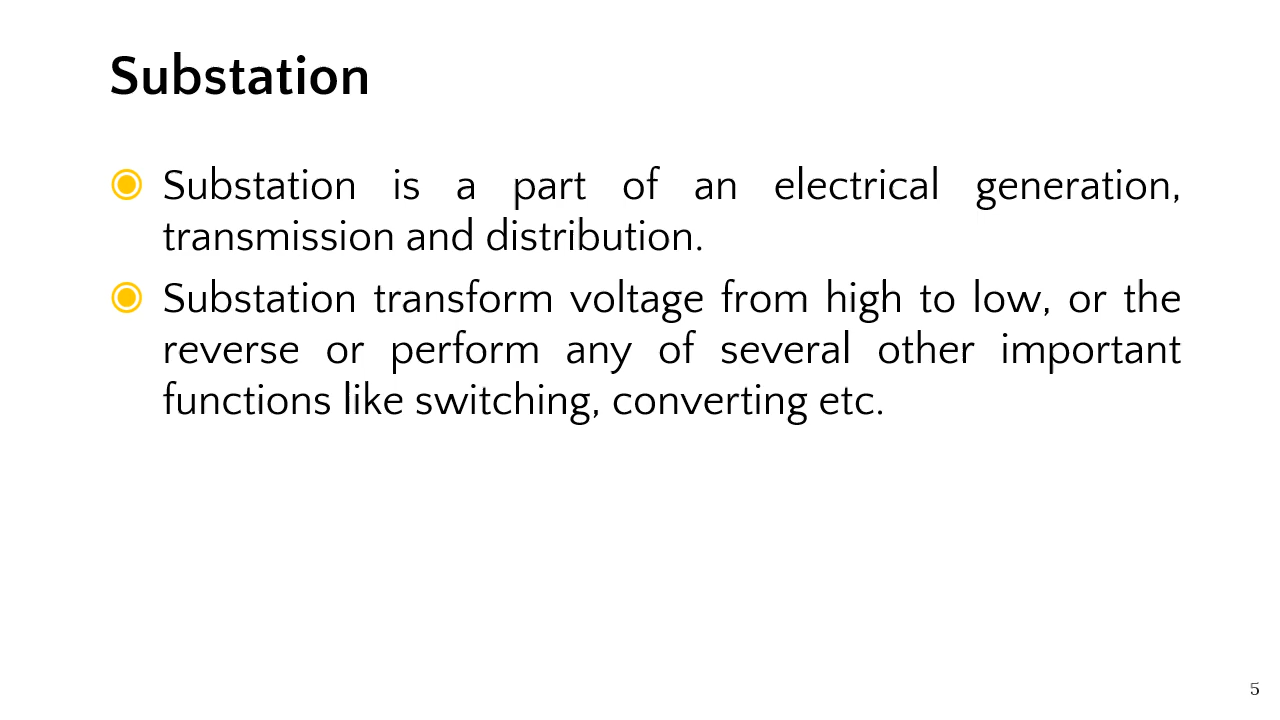 Substation
Substation is a part of an electrical generation,
transmission and distribution.
Substation transform voltage from high to low, or the
reverse or perform any of several other important
functions like switching, converting etc.
5